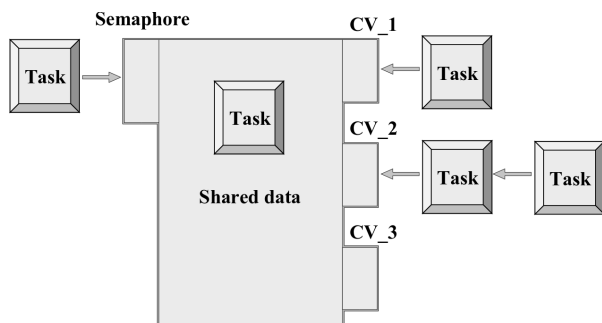 Semaphore
CV_1
Task
Task
Task
CV_2
Task
Task
Shared data
CV_3